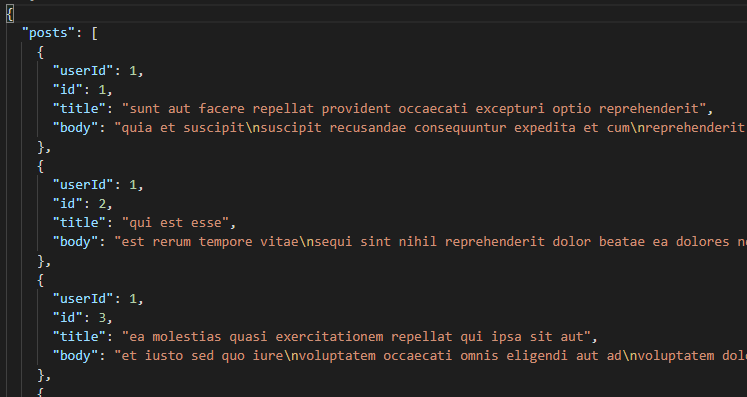 {
"posts": [
{
"userId": 1,
"id": 1,
"title": "sunt aut facere repellat provident occaecati excepturi optio reprehenderit",
"body": "quia et suscipit\nsuscipit recusandae consequuntur expedita et cum\nreprehenderit
},
{
"userId": 1,
"id": 2,
"title": "qui est esse",
"body": "est rerum tempore vitae\nsequi sint nihil reprehenderit dolor beatae ea dolores
},
{
"userId": 1,
"id": 3,
"title": "ea molestias quasi exercitationem repellat qui ipsa sit aut",
"body": "et iusto sed quo iure\nvoluptatem occaecati omnis eligendi aut ad\nvoluptatem
},
{